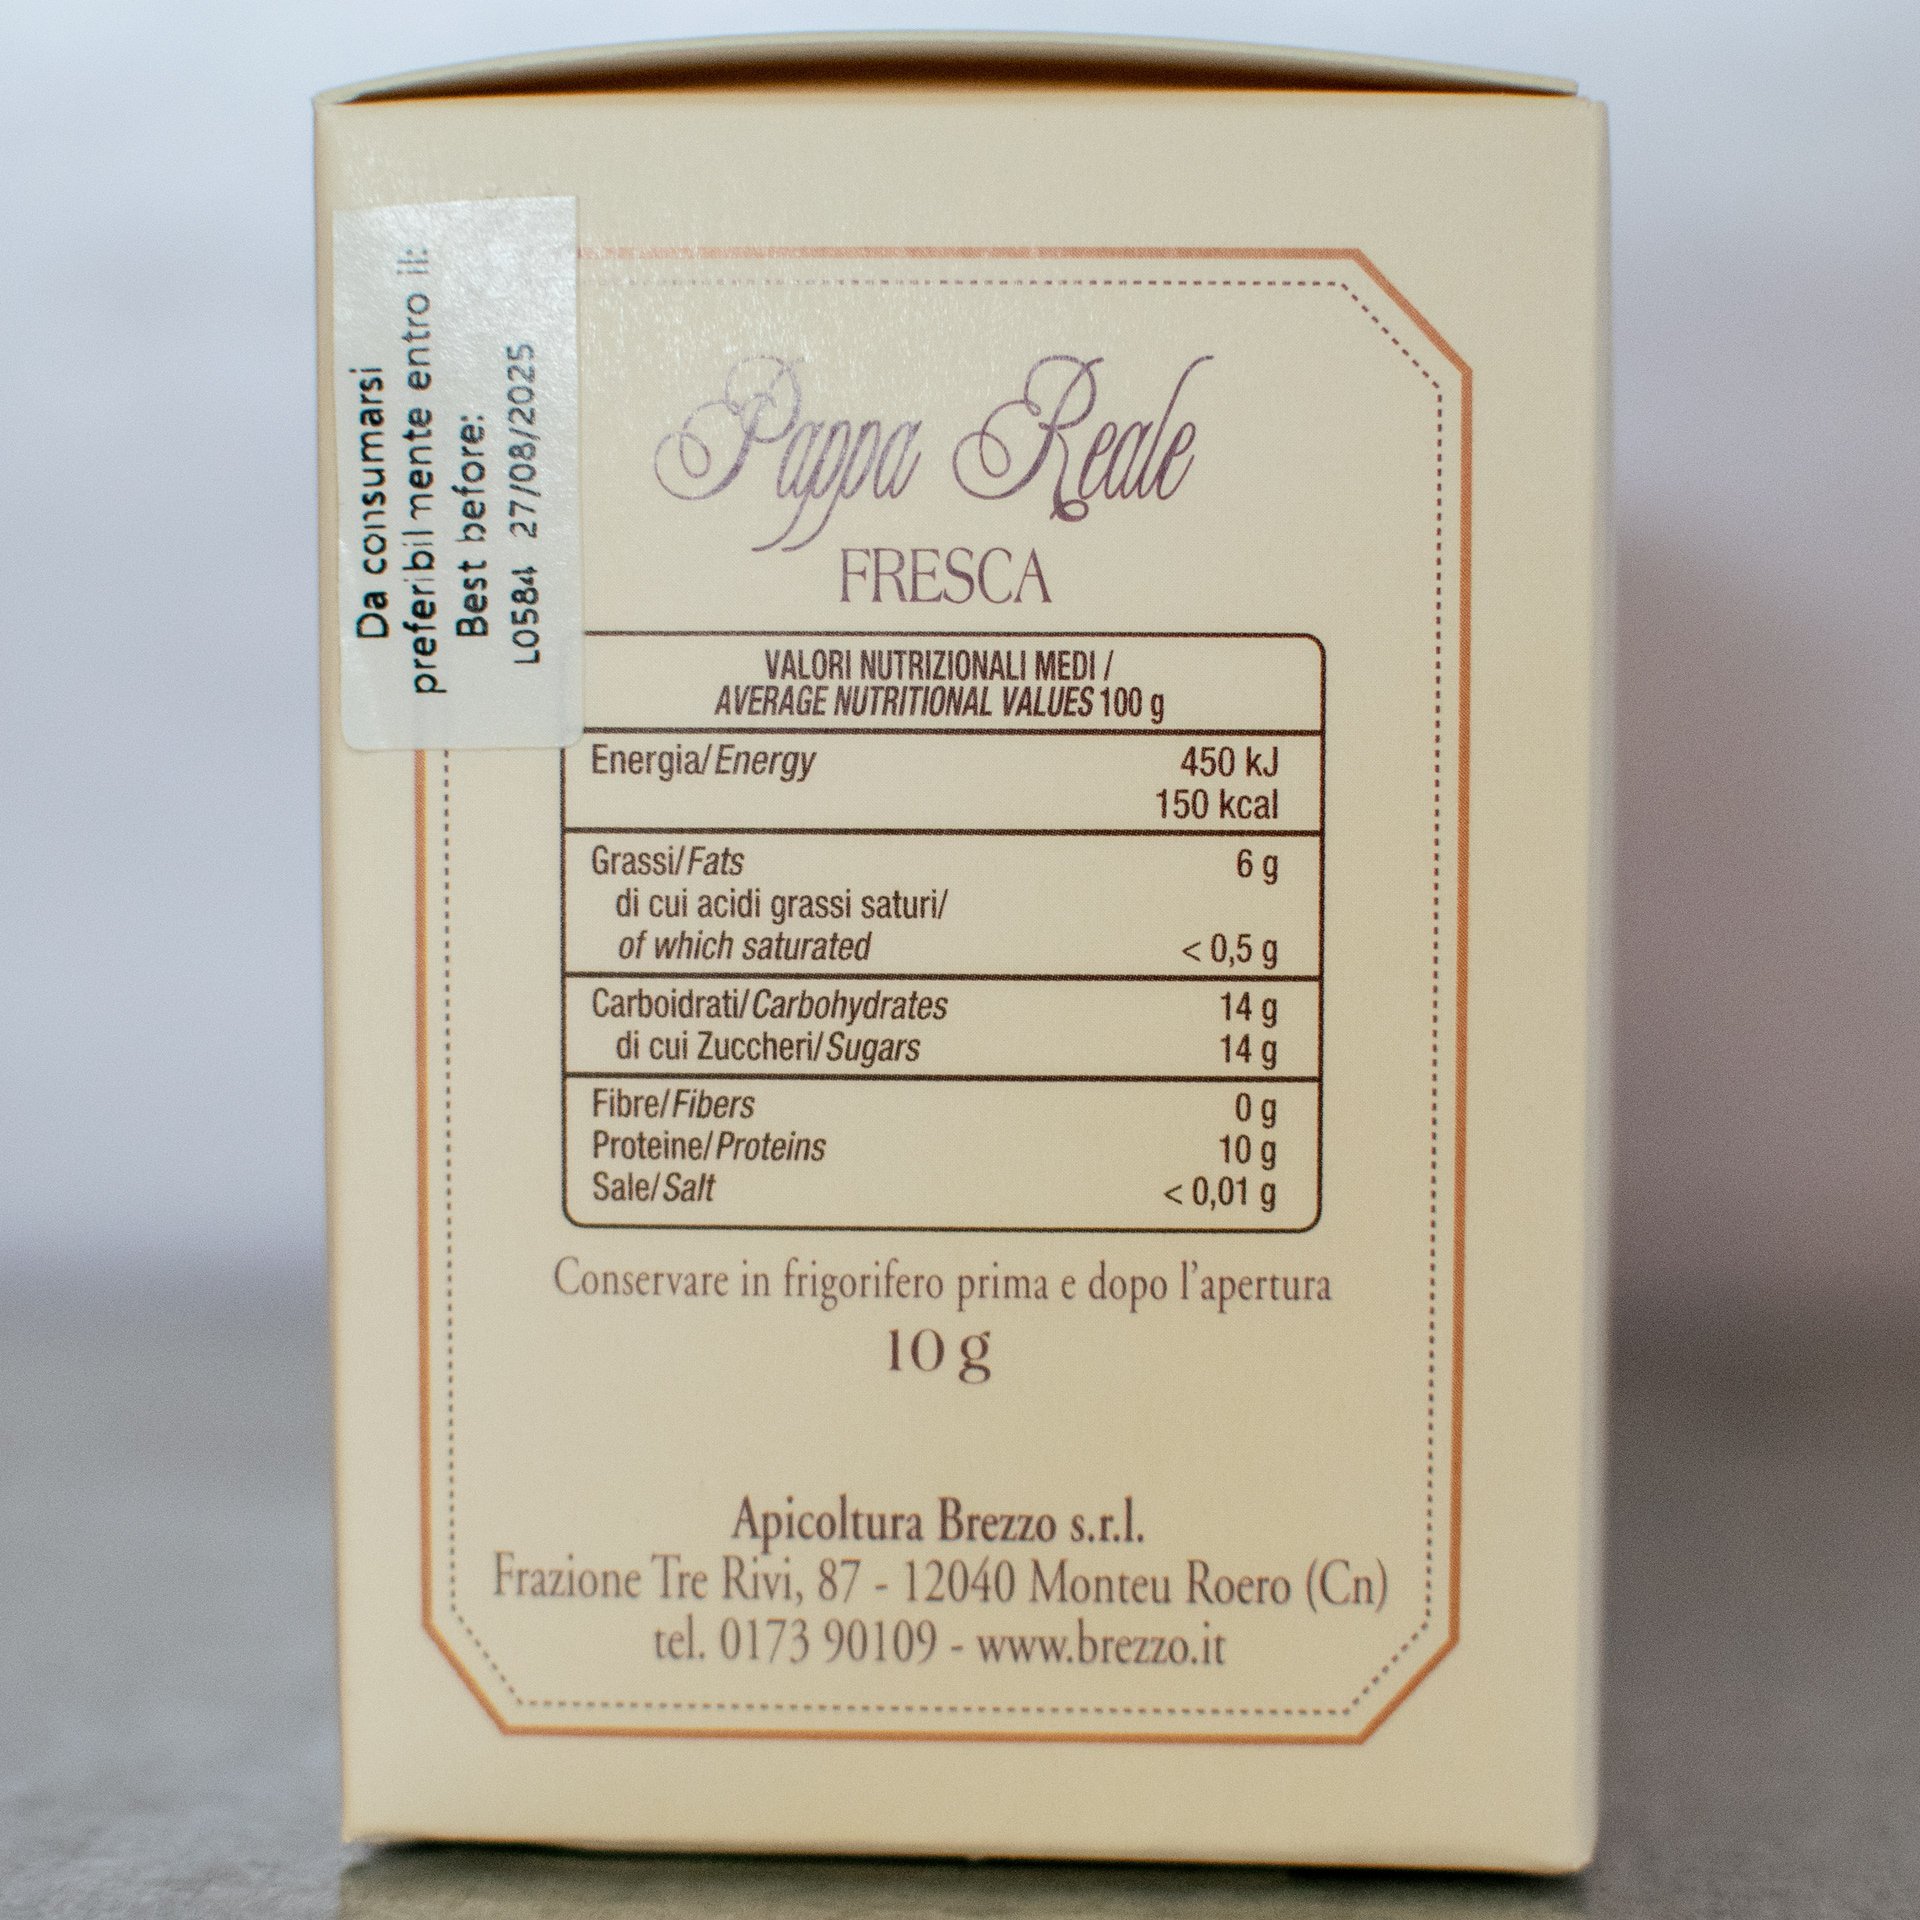 Da consumarsi
preferibilmente entro il:
Best before:
L0584 27/08/2025
Pappa Reale
FRESCA
VALORI NUTRIZIONALI MEDI /
AVERAGE NUTRITIONAL VALUES 100 g
Energia/Energy 450 kJ
150 kcal
Grassi/Fats 6 g
di cui acidi grassi saturi/
of which saturated < 0,5 g
Carboidrati/Carbohydrates 14 g
di cui Zuccheri/Sugars 14 g
Fibre/Fibers 0 g
Proteine/Proteins 10 g
Sale/Salt < 0,01 g
Conservare in frigorifero prima e dopo l'apertura
10 g
Apicoltura Brezzo s.r.l.
Frazione Tre Rivi, 87 - 12040 Monteu Roero (Cn)
tel. 0173 90109 - www.brezzo.it